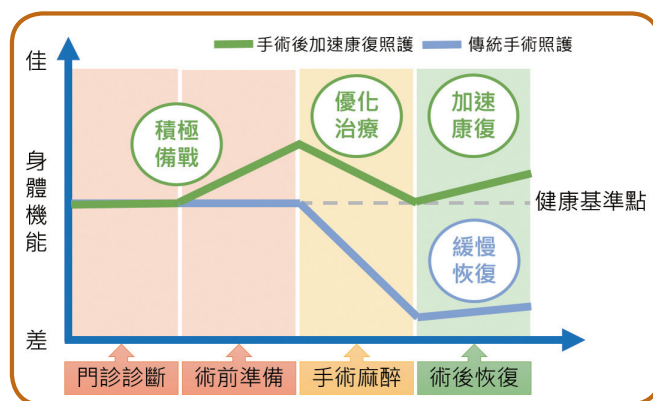 手術後加速康復照護
傳統手術照護
佳
身體機能
差
積極
備戰
優化
治療
加速
康復
健康基準點
緩慢
恢復
門診診斷
術前準備
手術麻醉
術後恢復